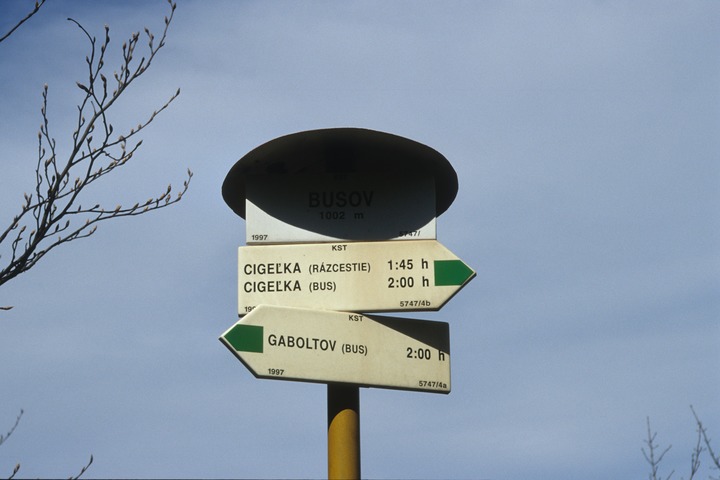 BUSOV
1002 m
1997 5747/
KST
CIGEĽKA (RÁZCESTIE) 1:45 h
CIGEĽKA (BUS) 2:00 h
5747/4b
KST
GABOLTOV (BUS) 2:00 h
1997 5747/4a